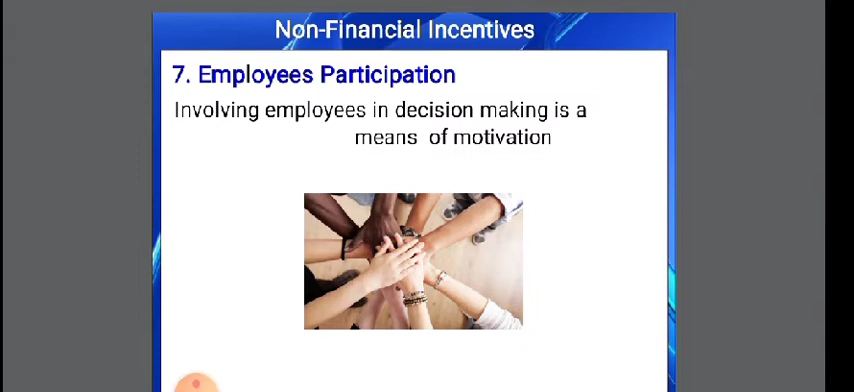 Non-Financial Incentives
7. Employees Participation
Involving employees in decision making is a
means of motivation